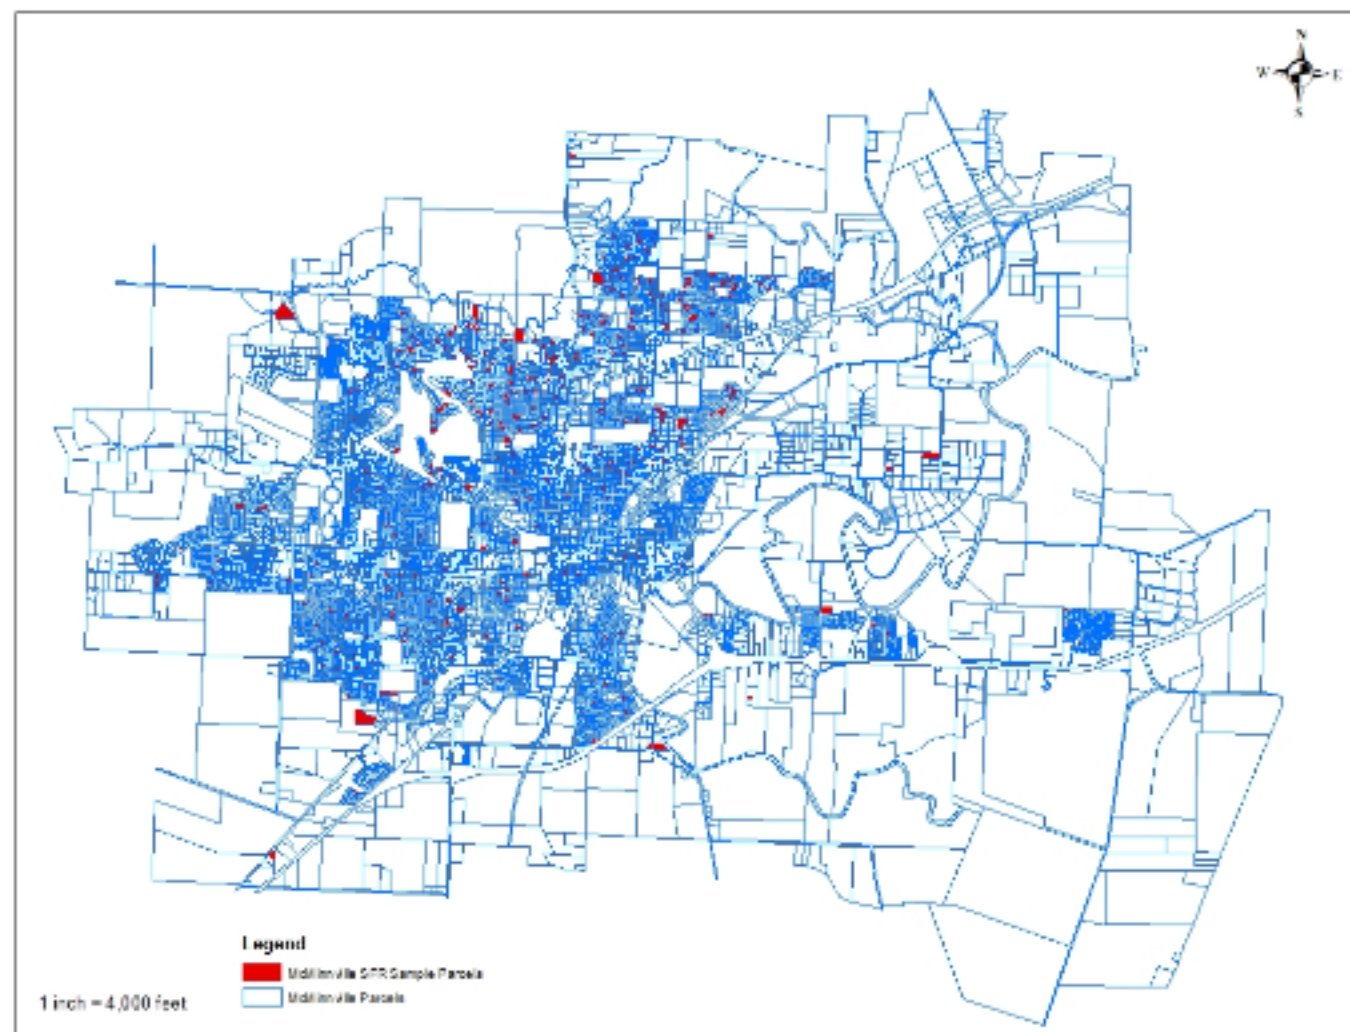 N
W E
S
Legend
McMinnville SFR Sample Parcels
McMinnville Parcels
1 inch = 4,000 feet